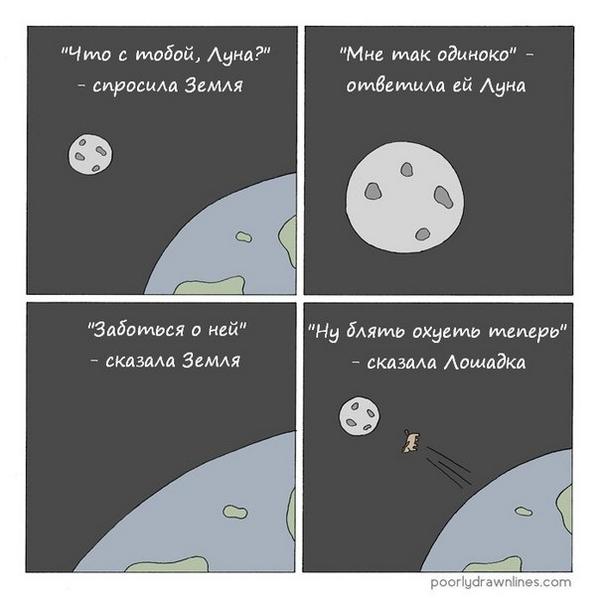 "Что с тобой, Луна?"
- спросила Земля
"Мне так одиноко" -
ответила ей Луна
"Заботься о ней"
- сказала Земля
"Ну блять охуеть теперь"
- сказала Лошадка
poorlydrawnlines.com